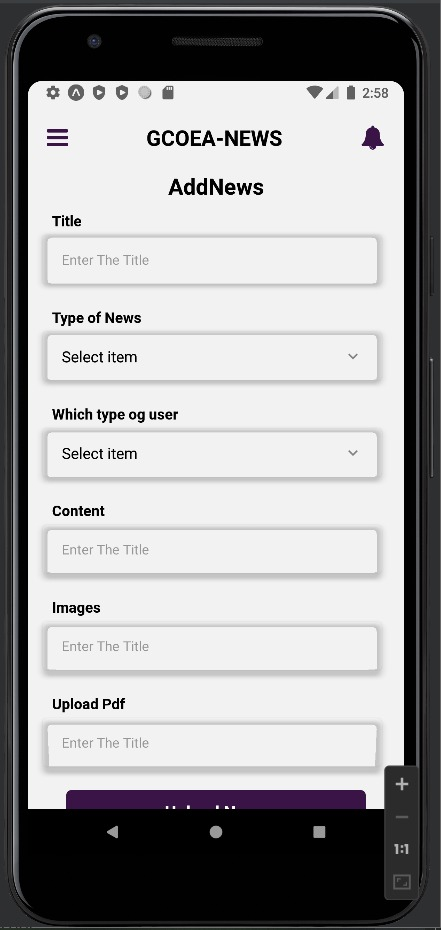 2:58
GCOEA-NEWS
AddNews
Title
Enter The Title
Type of News
Select item
Which type og user
Select item
Content
Enter The Title
Images
Enter The Title
Upload Pdf
Enter The Title
1:1